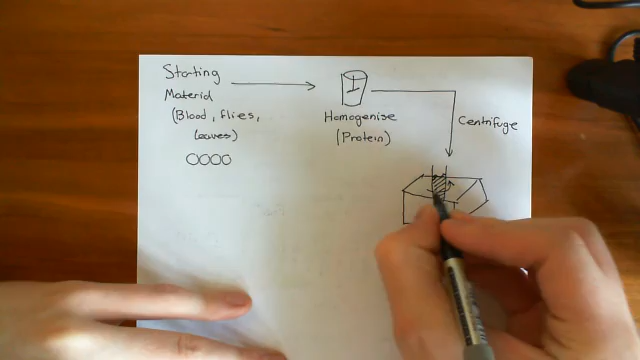 Starting
Material
(Blood, flies,
leaves)
Homogenise
(Protein)
Centrifuge